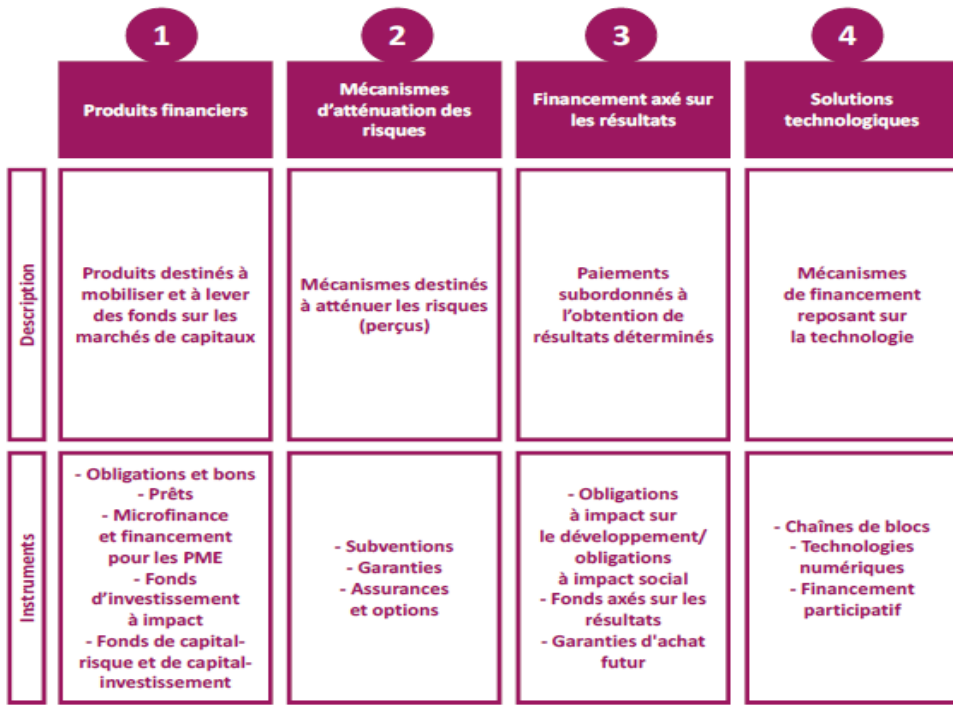 1
2
3
4
Produits financiers
Mécanismes
d'atténuation des
risques
Financement axé sur
les résultats
Solutions
technologiques
Description
Produits destinés à
mobiliser et à lever
des fonds sur les
marchés de capitaux
Mécanismes destinés
à atténuer les risques
(perçus)
Paiements
subordonnés à
l'obtention de
résultats déterminés
Mécanismes
de financement
reposant sur
la technologie
Instruments
- Obligations et bons
- Prêts
- Microfinance
et financement
pour les PME
- Fonds
d'investissement
à impact
- Fonds de capital-
risque et de capital-
investissement
- Subventions
- Garanties
- Assurances
et options
- Obligations
à impact sur
le développement/
obligations
à impact social
- Fonds axés sur les
résultats
- Garanties d'achat
futur
- Chaînes de blocs
- Technologies
numériques
- Financement
participatif